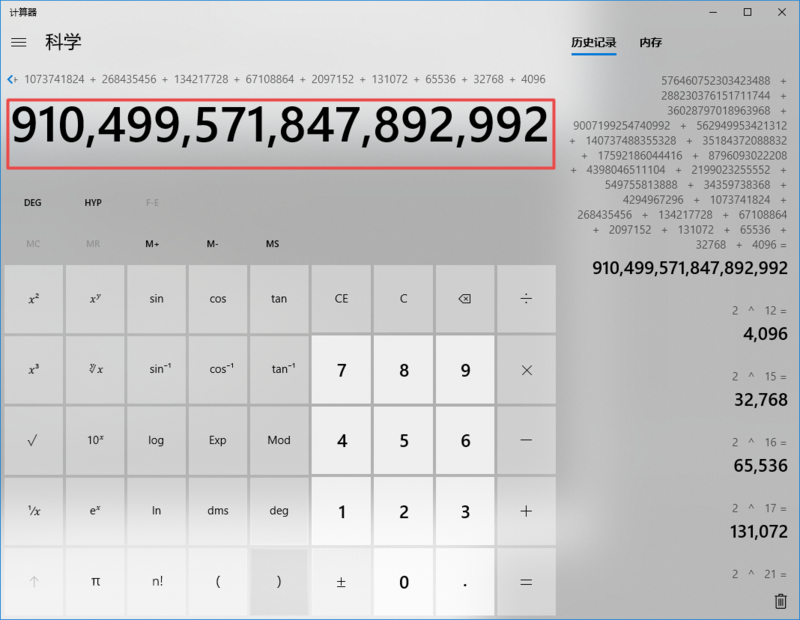 计算器
科学
历史记录 内存
1073741824 + 268435456 + 134217728 + 67108864 + 2097152 + 131072 + 65536 + 32768 + 4096
910,499,571,847,892,992
DEG HYP F-E
MC MR M+ M- MS
x² xʸ sin cos tan CE C ÷
x³ ʸ√x sin⁻¹ cos⁻¹ tan⁻¹ 7 8 9 ×
√ 10ˣ log Exp Mod 4 5 6 −
¹/x eˣ ln dms deg 1 2 3 +
↑ π n! ( ) ± 0 . =
576460752303423488 +
288230376151711744 +
36028797018963968 +
9007199254740992 + 562949953421312
+ 140737488355328 + 35184372088832
+ 17592186044416 + 8796093022208
+ 4398046511104 + 2199023255552 +
549755813888 + 34359738368 +
4294967296 + 1073741824 +
268435456 + 134217728 + 67108864
+ 2097152 + 131072 + 65536 +
32768 + 4096 =
910,499,571,847,892,992
2 ^ 12 =
4,096
2 ^ 15 =
32,768
2 ^ 16 =
65,536
2 ^ 17 =
131,072
2 ^ 21 =